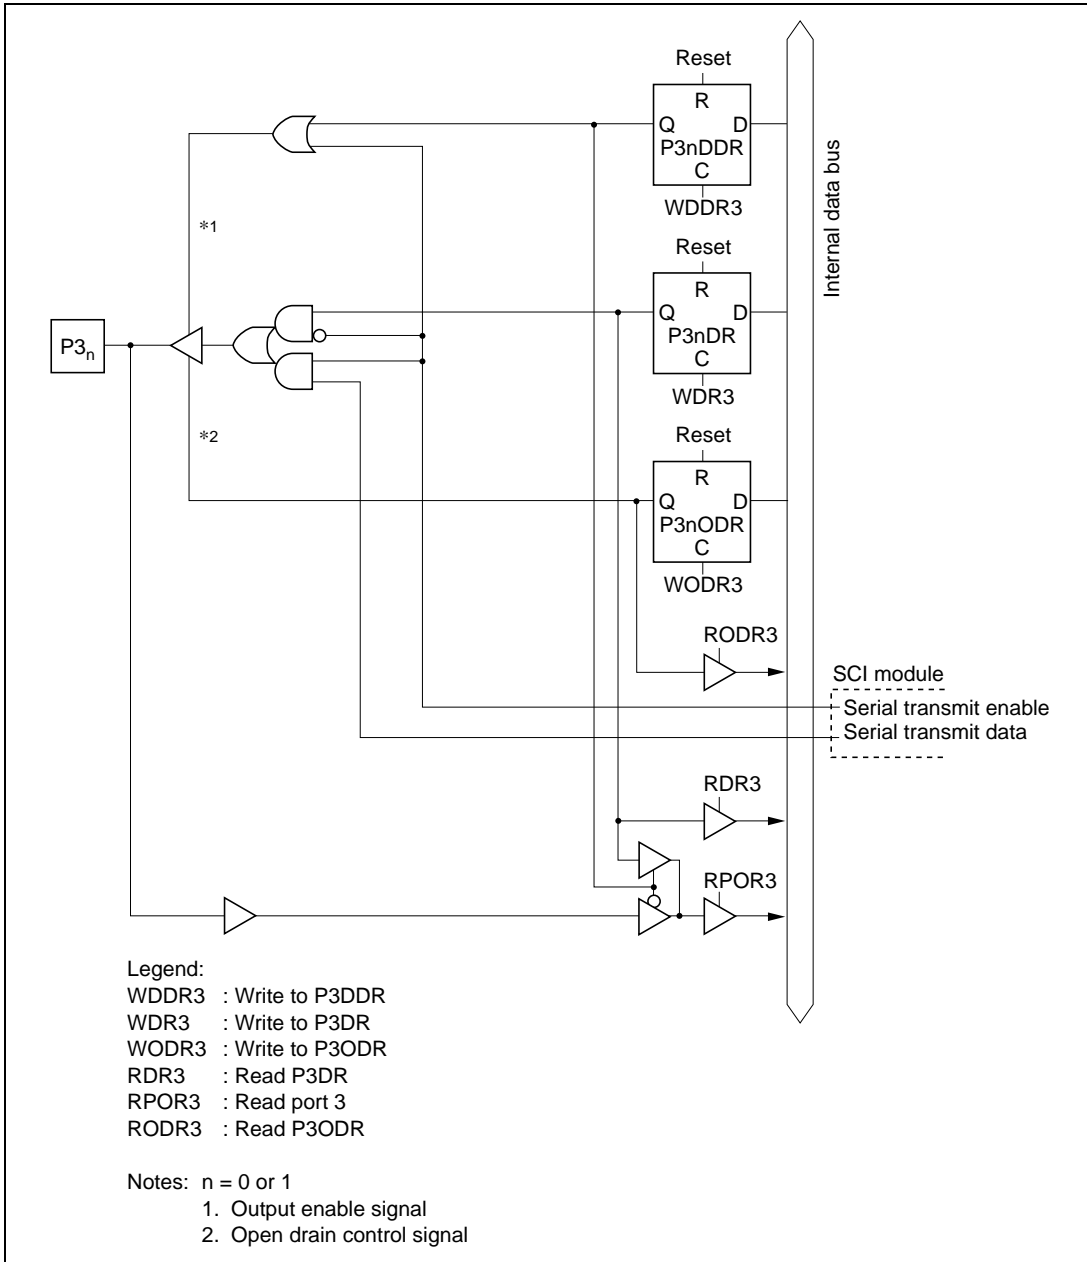 Reset
R
Q D
P3nDDR
C
WDDR3
Internal data bus
*1
Reset
R
Q D
P3nDR
C
WDR3
P3n
*2
Reset
R
Q D
P3nODR
C
WODR3
RODR3
SCI module
Serial transmit enable
Serial transmit data
RDR3
RPOR3
Legend:
WDDR3 : Write to P3DDR
WDR3 : Write to P3DR
WODR3 : Write to P3ODR
RDR3 : Read P3DR
RPOR3 : Read port 3
RODR3 : Read P3ODR
Notes: n = 0 or 1
1. Output enable signal
2. Open drain control signal